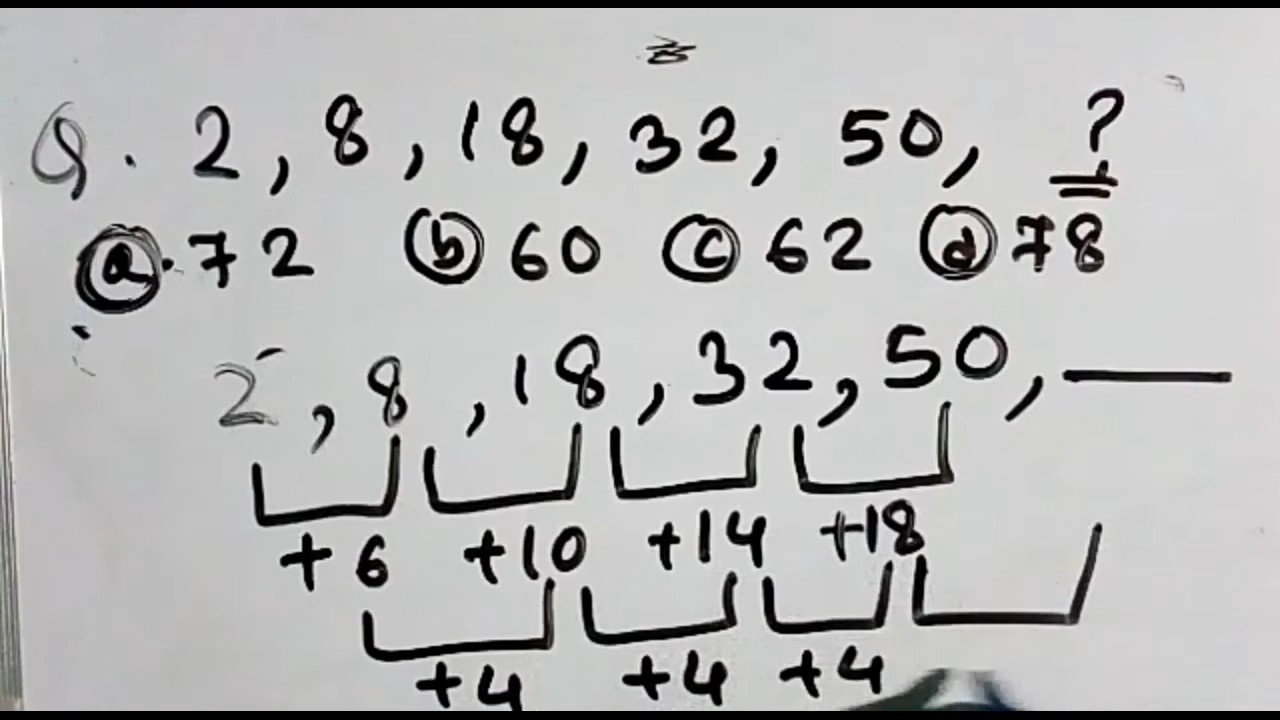 Q. 2, 8, 18, 32, 50, ?
ⓐ. 72 ⓑ 60 ⓒ 62 ⓓ 78
2, 8, 18, 32, 50, ___
+6 +10 +14 +18
+4 +4 +4